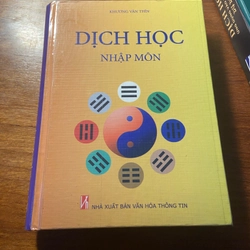 DỊCH HỌC
NHẬP MÔN
NHÀ XUẤT BẢN VĂN HÓA THÔNG TIN